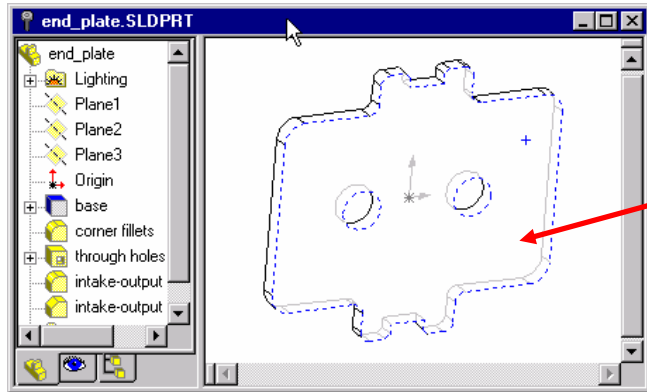 end_plate.SLDPRT
end_plate
Lighting
Plane1
Plane2
Plane3
Origin
base
corner fillets
through holes
intake-output
intake-output